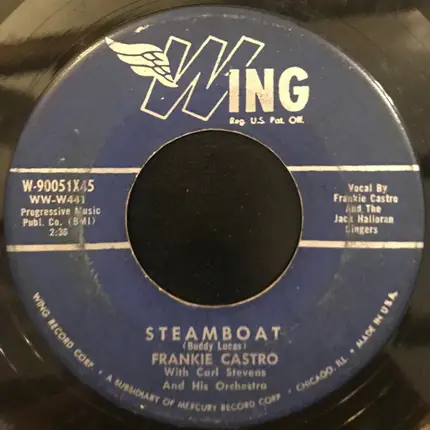 WING
Reg. U.S. Pat. Off.
W-90051X45
WW-W441
Progressive Music
Publ. Co. (BMI)
2:30
Vocal By
Frankie Castro
And The
Jack Halloran
Singers
STEAMBOAT
(Buddy Lucas)
FRANKIE CASTRO
With Carl Stevens
And His Orchestra
WING RECORD CORP. • A SUBSIDIARY OF MERCURY RECORD CORP • CHICAGO, ILL. • MADE IN U.S.A.